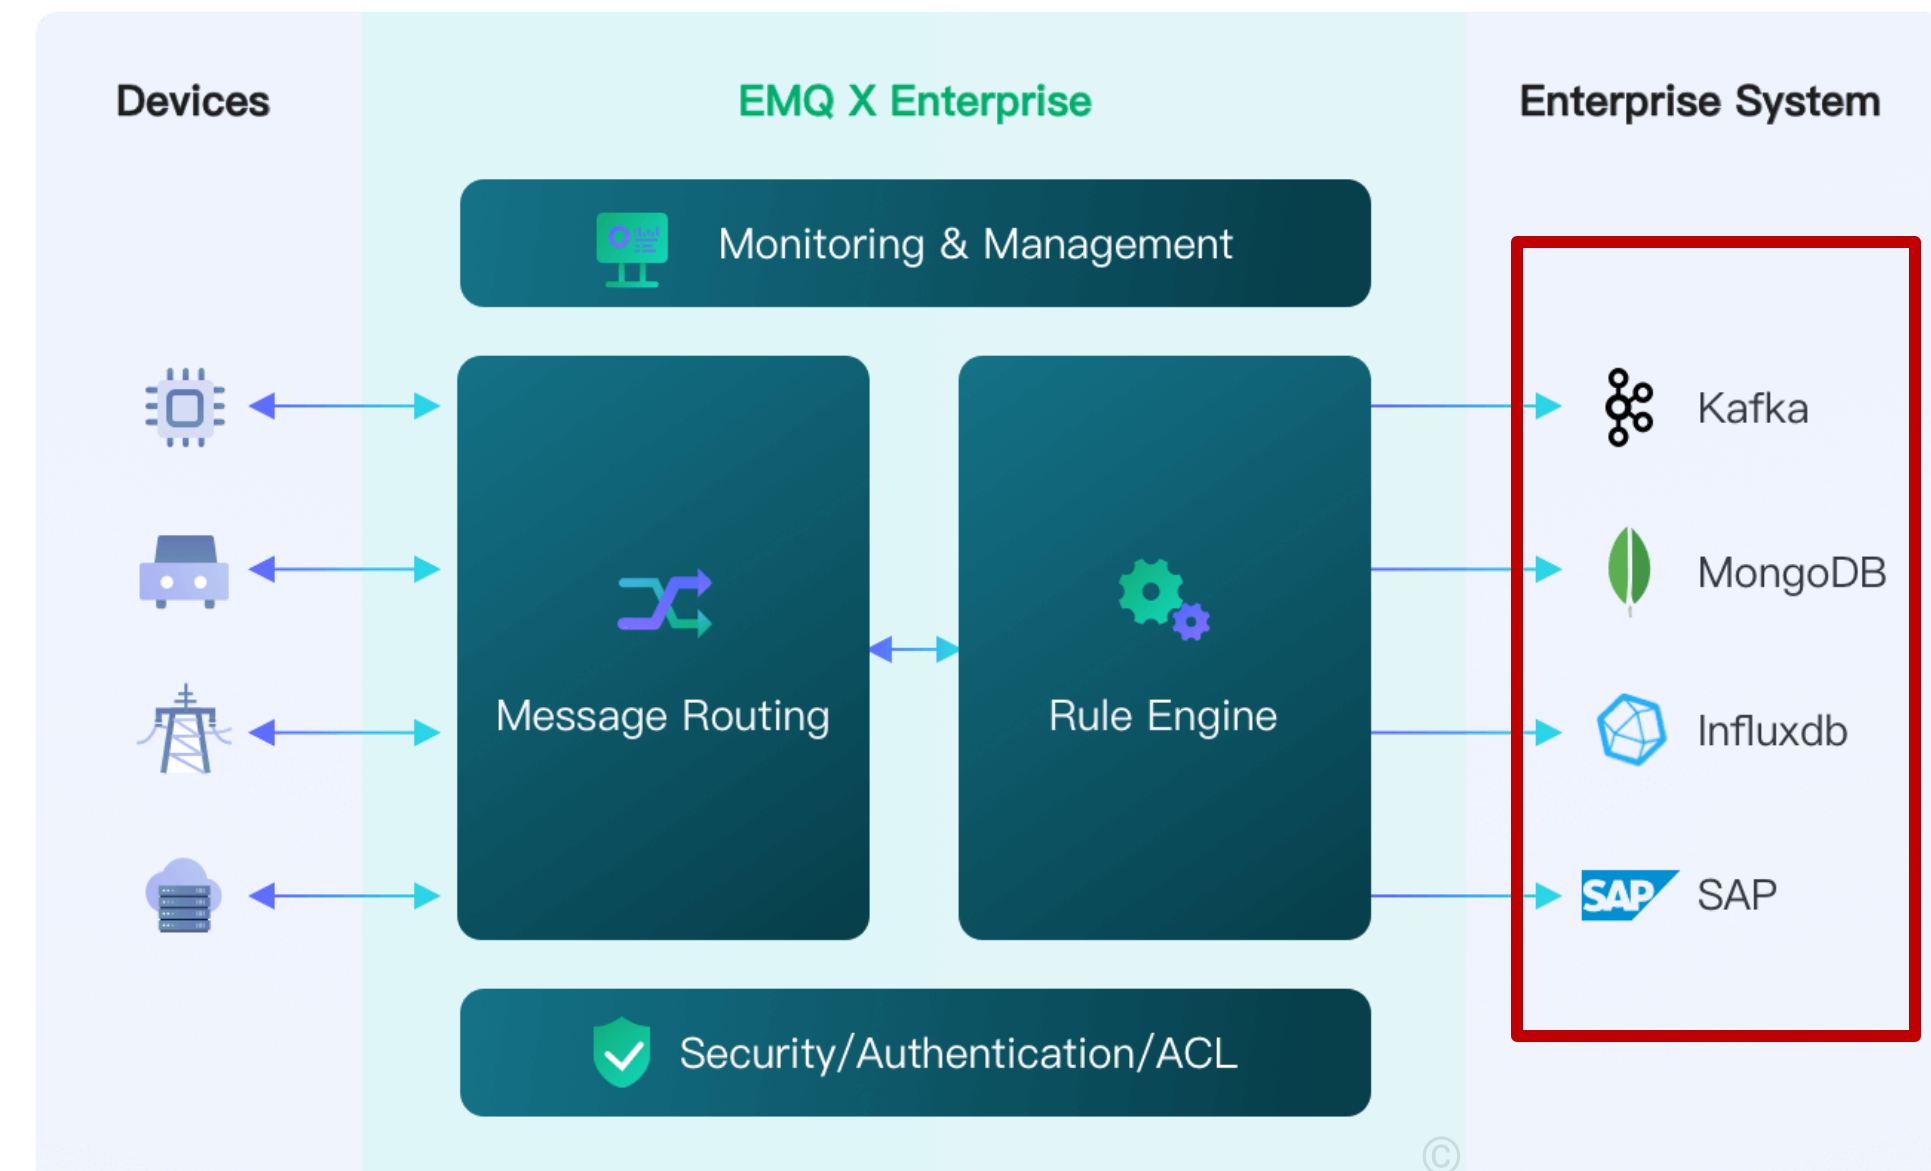 Devices
EMQ X Enterprise
Enterprise System
Monitoring & Management
Message Routing
Rule Engine
Kafka
MongoDB
Influxdb
SAP SAP
Security/Authentication/ACL
©